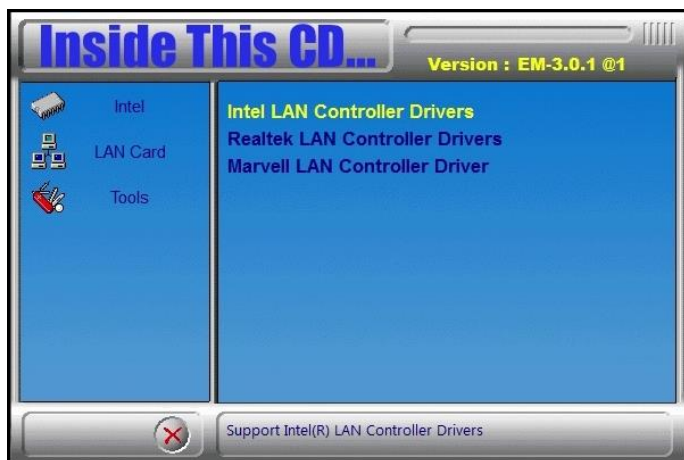 Inside This CD...
Version : EM-3.0.1 @1
Intel
LAN Card
Tools
Intel LAN Controller Drivers
Realtek LAN Controller Drivers
Marvell LAN Controller Driver
Support Intel(R) LAN Controller Drivers